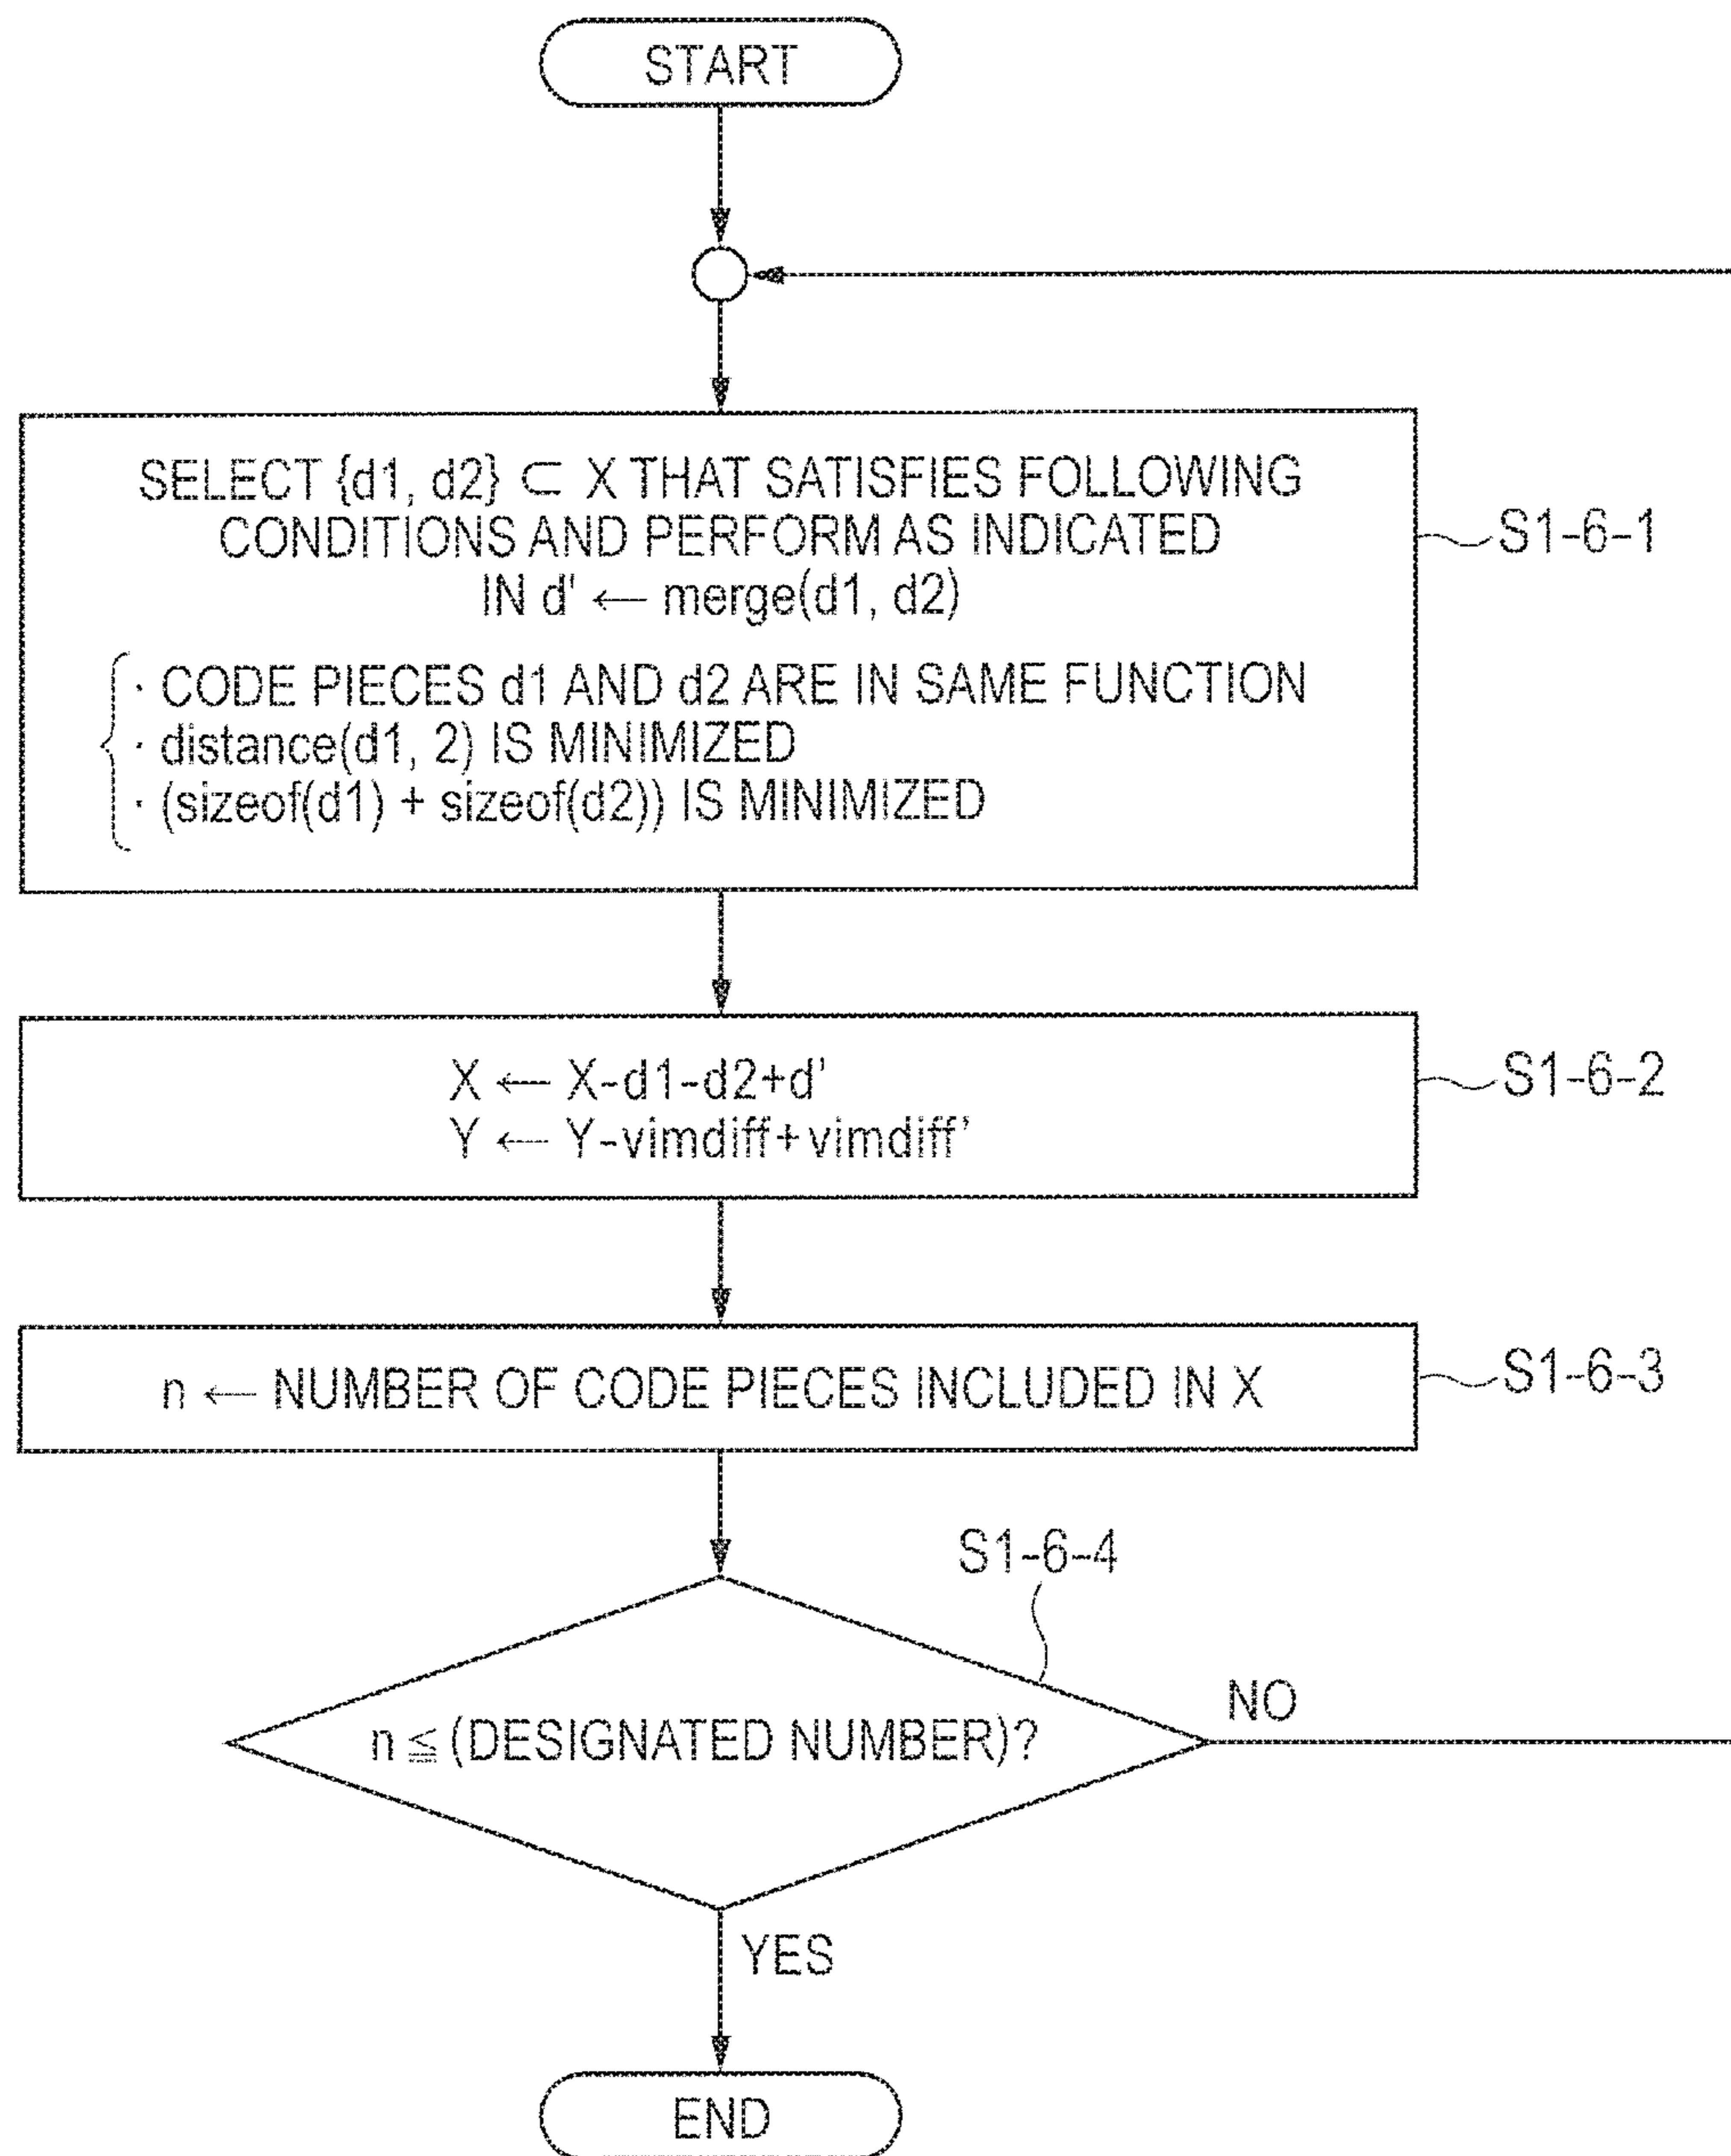 START
SELECT {d1, d2} ⊂ X THAT SATISFIES FOLLOWING
CONDITIONS AND PERFORM AS INDICATED
IN d' ← merge(d1, d2)
· CODE PIECES d1 AND d2 ARE IN SAME FUNCTION
· distance(d1, 2) IS MINIMIZED
· (sizeof(d1) + sizeof(d2)) IS MINIMIZED
S1-6-1
X ← X-d1-d2+d'
Y ← Y-vimdiff+vimdiff'
S1-6-2
n ← NUMBER OF CODE PIECES INCLUDED IN X
S1-6-3
S1-6-4
n ≦ (DESIGNATED NUMBER)?
NO
YES
END